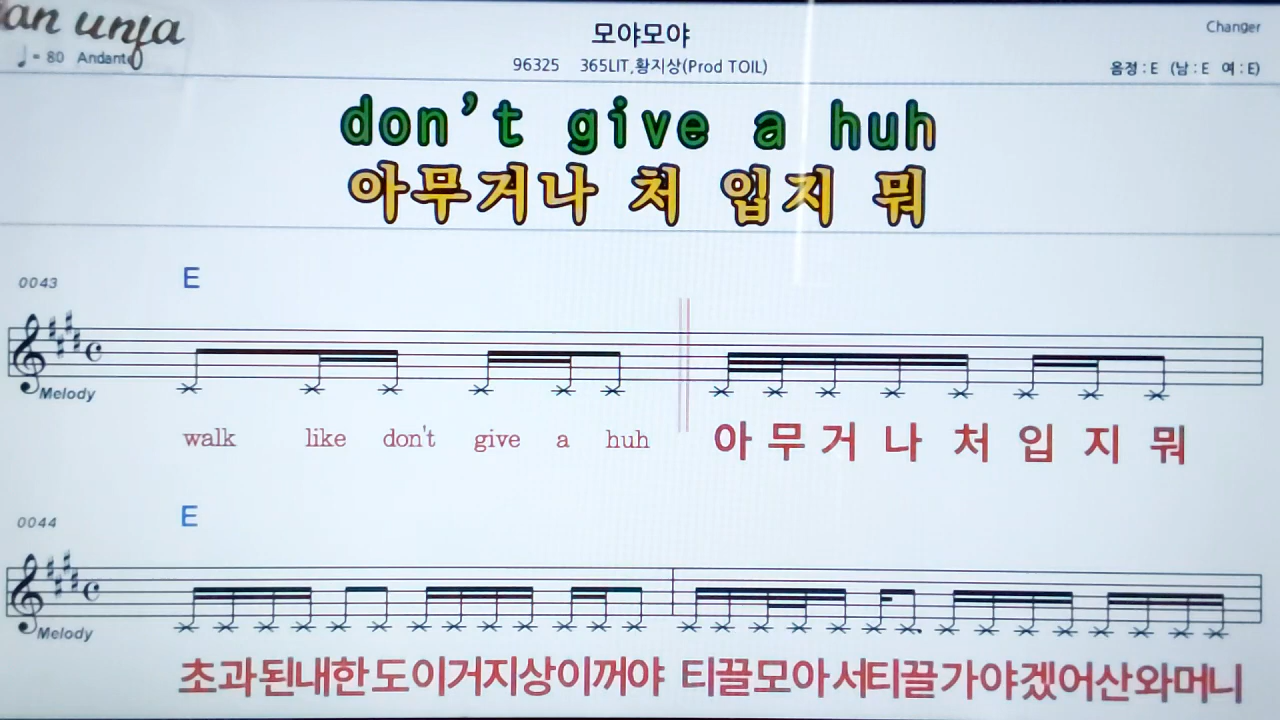 an unja
♩= 80 Andante
모야모야
96325 365LIT,황지상(Prod TOIL)
Changer
음정 : E (남 : E 여 : E)
don't give a huh
아무거나 처 입지 뭐
0043
E
Melody
walk like don't give a huh 아 무 거 나 처 입 지 뭐
0044
E
Melody
초과된내한도이거지상이꺼야 티끌모아서티끌가야겠어산와머니